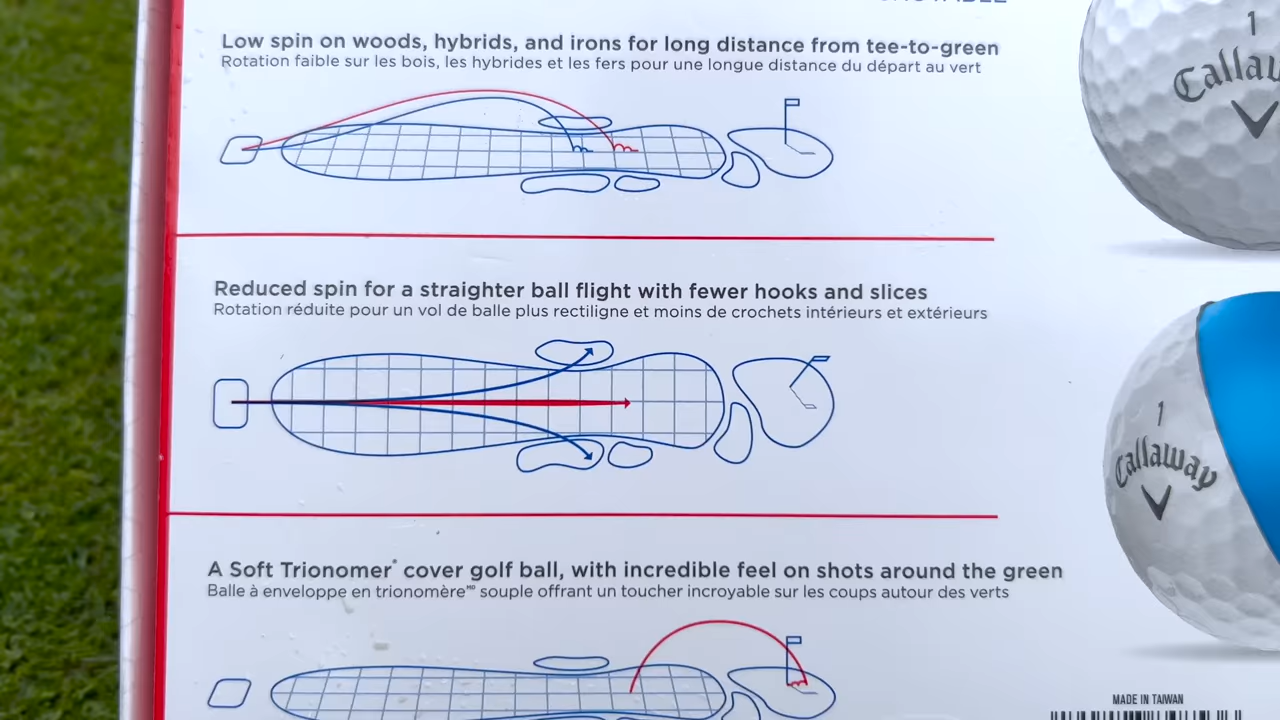 Low spin on woods, hybrids, and irons for long distance from tee-to-green
Rotation faible sur les bois, les hybrides et les fers pour une longue distance du départ au vert
1
Reduced spin for a straighter ball flight with fewer hooks and slices
Rotation réduite pour un vol de balle plus rectiligne et moins de crochets intérieurs et extérieurs
1
Callaway
A Soft Trionomer® cover golf ball, with incredible feel on shots around the green
Balle à enveloppe en trionomère MD souple offrant un toucher incroyable sur les coups autour des verts
MADE IN TAIWAN